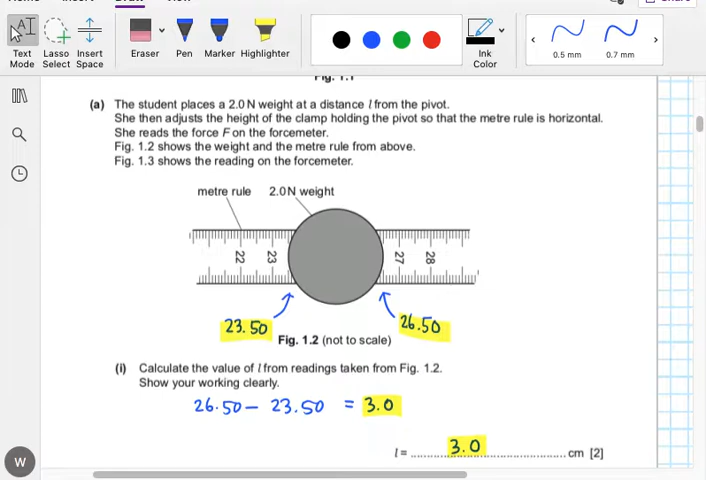 Text Mode
Lasso Select
Insert Space
Eraser
Pen
Marker
Highlighter
Ink Color
0.5 mm
0.7 mm
Fig. 1.1
(a) The student places a 2.0 N weight at a distance l from the pivot.
She then adjusts the height of the clamp holding the pivot so that the metre rule is horizontal.
She reads the force F on the forcemeter.
Fig. 1.2 shows the weight and the metre rule from above.
Fig. 1.3 shows the reading on the forcemeter.
metre rule 2.0 N weight
22 23 27 28
23.50 26.50
Fig. 1.2 (not to scale)
(i) Calculate the value of l from readings taken from Fig. 1.2.
Show your working clearly.
26.50 - 23.50 = 3.0
l = 3.0 cm [2]
W